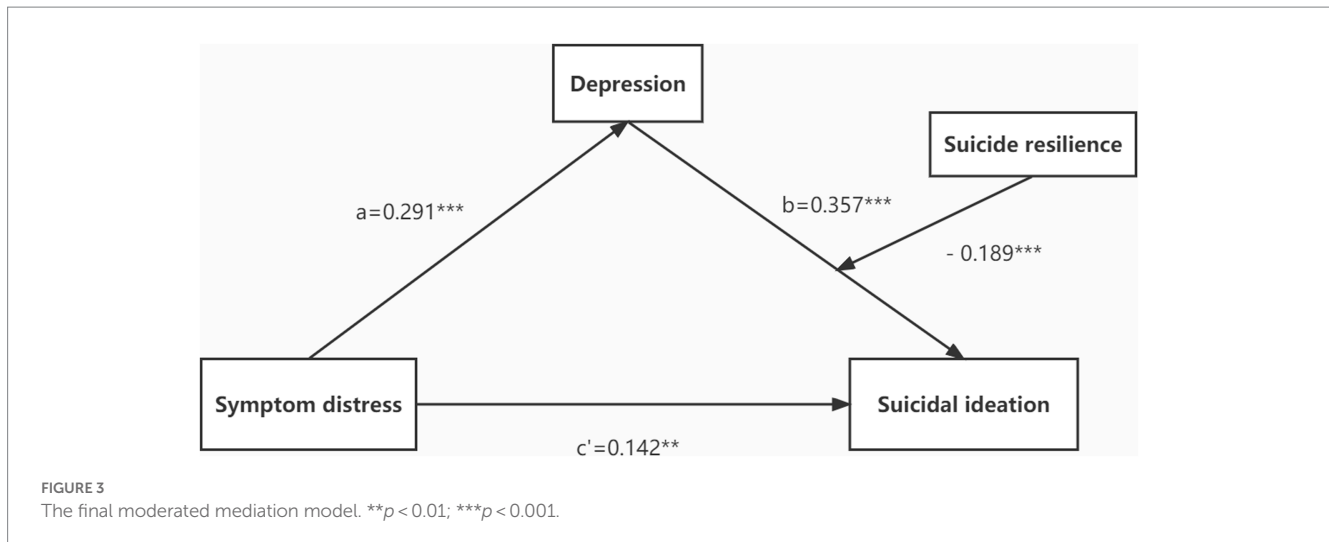 Depression
Suicide resilience
a=0.291***
b=0.357***
- 0.189***
Symptom distress
Suicidal ideation
c'=0.142**
FIGURE 3
The final moderated mediation model. **p < 0.01; ***p < 0.001.